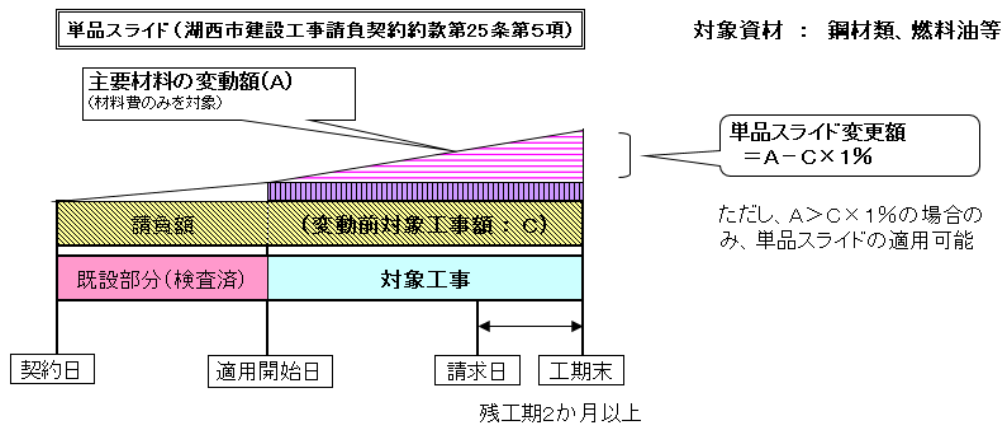 単品スライド(湖西市建設工事請負契約約款第25条第5項)
対象資材 : 鋼材類、燃料油等
主要材料の変動額(A)
(材料費のみを対象)
単品スライド変更額
=A-C×1%
ただし、A>C×1%の場合の
み、単品スライドの適用可能
請負額
(変動前対象工事額:C)
既設部分(検査済)
対象工事
契約日
適用開始日
請求日
工期末
残工期2か月以上